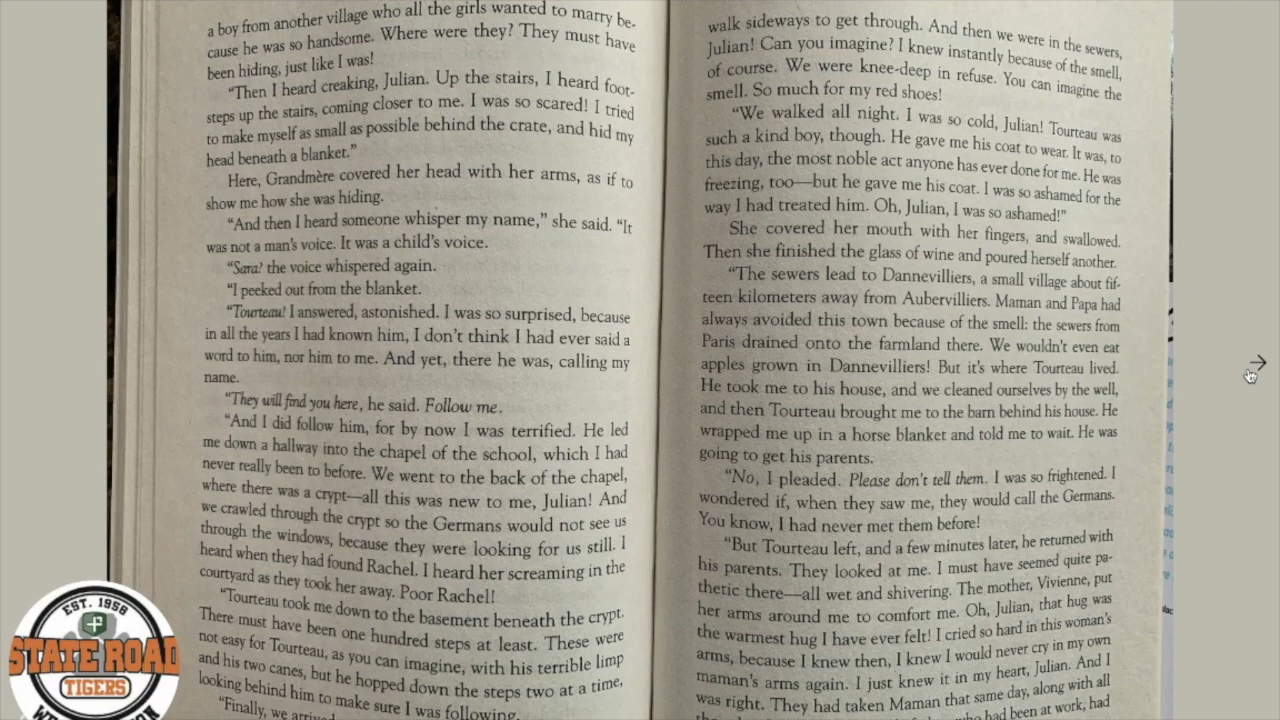 a boy from another village who all the girls wanted to marry be-
cause he was so handsome. Where were they? They must have
been hiding, just like I was!
"Then I heard creaking, Julian. Up the stairs, I heard foot-
steps up the stairs, coming closer to me. I was so scared! I tried
to make myself as small as possible behind the crate, and hid my
head beneath a blanket."
Here, Grandmère covered her head with her arms, as if to
show me how she was hiding.
"And then I heard someone whisper my name," she said. "It
was not a man's voice. It was a child's voice.
"Sara? the voice whispered again.
"I peeked out from the blanket.
"Tourteau! I answered, astonished. I was so surprised, because
in all the years I had known him, I don't think I had ever said a
word to him, nor him to me. And yet, there he was, calling my
name.
"They will find you here, he said. Follow me.
"And I did follow him, for by now I was terrified. He led
me down a hallway into the chapel of the school, which I had
never really been to before. We went to the back of the chapel,
where there was a crypt—all this was new to me, Julian! And
we crawled through the crypt so the Germans would not see us
through the windows, because they were looking for us still. I
heard when they had found Rachel. I heard her screaming in the
courtyard as they took her away. Poor Rachel!
"Tourteau took me down to the basement beneath the crypt.
There must have been one hundred steps at least. These were
not easy for Tourteau, as you can imagine, with his terrible limp
and his two canes, but he hopped down the steps two at a time,
looking behind him to make sure I was following.
"Finally, we arrived
walk sideways to get through. And then we were in the sewers,
Julian! Can you imagine? I knew instantly because of the smell,
of course. We were knee-deep in refuse. You can imagine the
smell. So much for my red shoes!
"We walked all night. I was so cold, Julian! Tourteau was
such a kind boy, though. He gave me his coat to wear. It was, to
this day, the most noble act anyone has ever done for me. He was
freezing, too—but he gave me his coat. I was so ashamed for the
way I had treated him. Oh, Julian, I was so ashamed!"
She covered her mouth with her fingers, and swallowed.
Then she finished the glass of wine and poured herself another.
"The sewers lead to Dannevilliers, a small village about fif-
teen kilometers away from Aubervilliers. Maman and Papa had
always avoided this town because of the smell: the sewers from
Paris drained onto the farmland there. We wouldn't even eat
apples grown in Dannevilliers! But it's where Tourteau lived.
He took me to his house, and we cleaned ourselves by the well,
and then Tourteau brought me to the barn behind his house. He
wrapped me up in a horse blanket and told me to wait. He was
going to get his parents.
"No, I pleaded. Please don't tell them. I was so frightened. I
wondered if, when they saw me, they would call the Germans.
You know, I had never met them before!
"But Tourteau left, and a few minutes later, he returned with
his parents. They looked at me. I must have seemed quite pa-
thetic there—all wet and shivering. The mother, Vivienne, put
her arms around me to comfort me. Oh, Julian, that hug was
the warmest hug I have ever felt! I cried so hard in this woman's
arms, because I knew then, I knew I would never cry in my own
maman's arms again. I just knew it in my heart, Julian. And I
was right. They had taken Maman that same day, along with all
who had been at work, had
EST. 1956
STATE ROAD
TIGERS